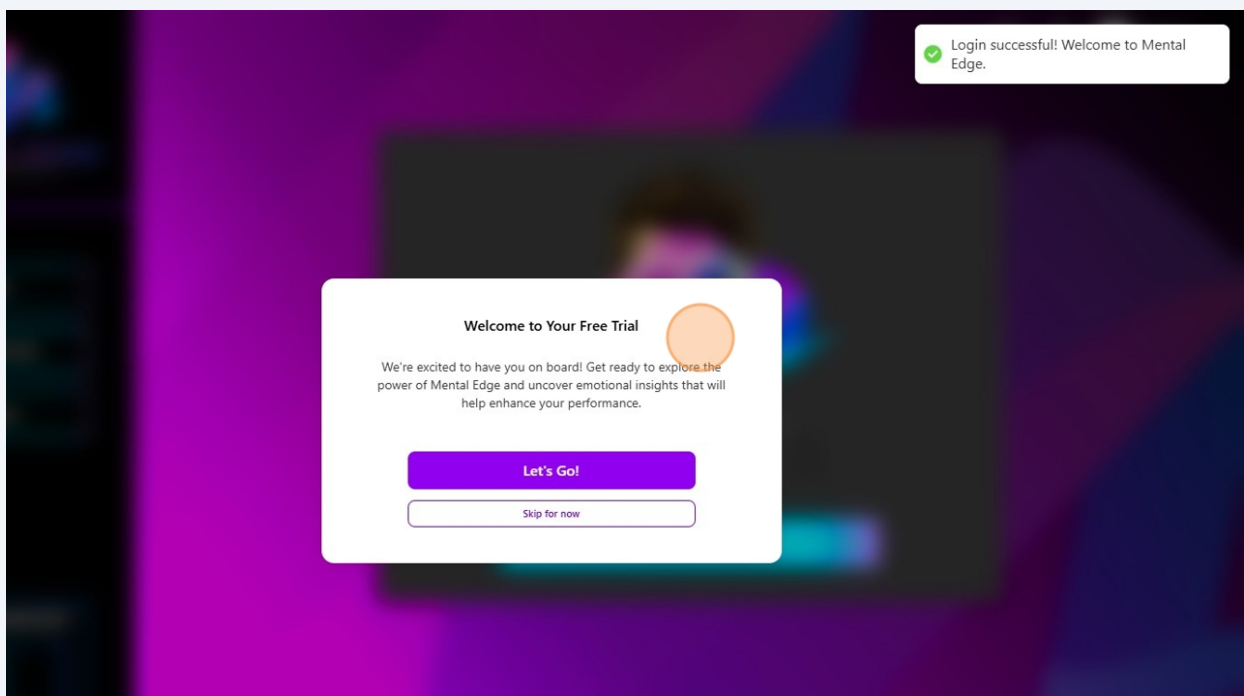 Login successful! Welcome to Mental
Edge.
Welcome to Your Free Trial
We're excited to have you on board! Get ready to explore the
power of Mental Edge and uncover emotional insights that will
help enhance your performance.
Let's Go!
Skip for now